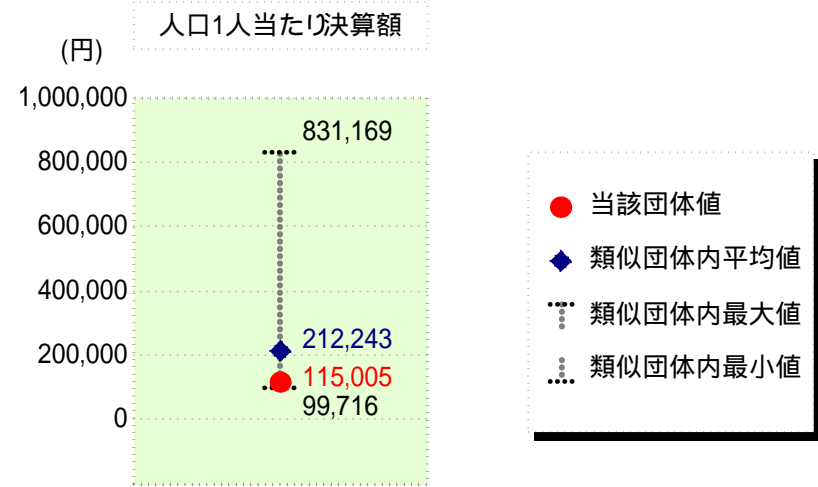 人口1人当たり決算額
(円)
1,000,000
831,169
800,000
600,000
400,000
212,243
200,000
115,005
99,716
0
当該団体値
類似団体内平均値
類似団体内最大値
類似団体内最小値